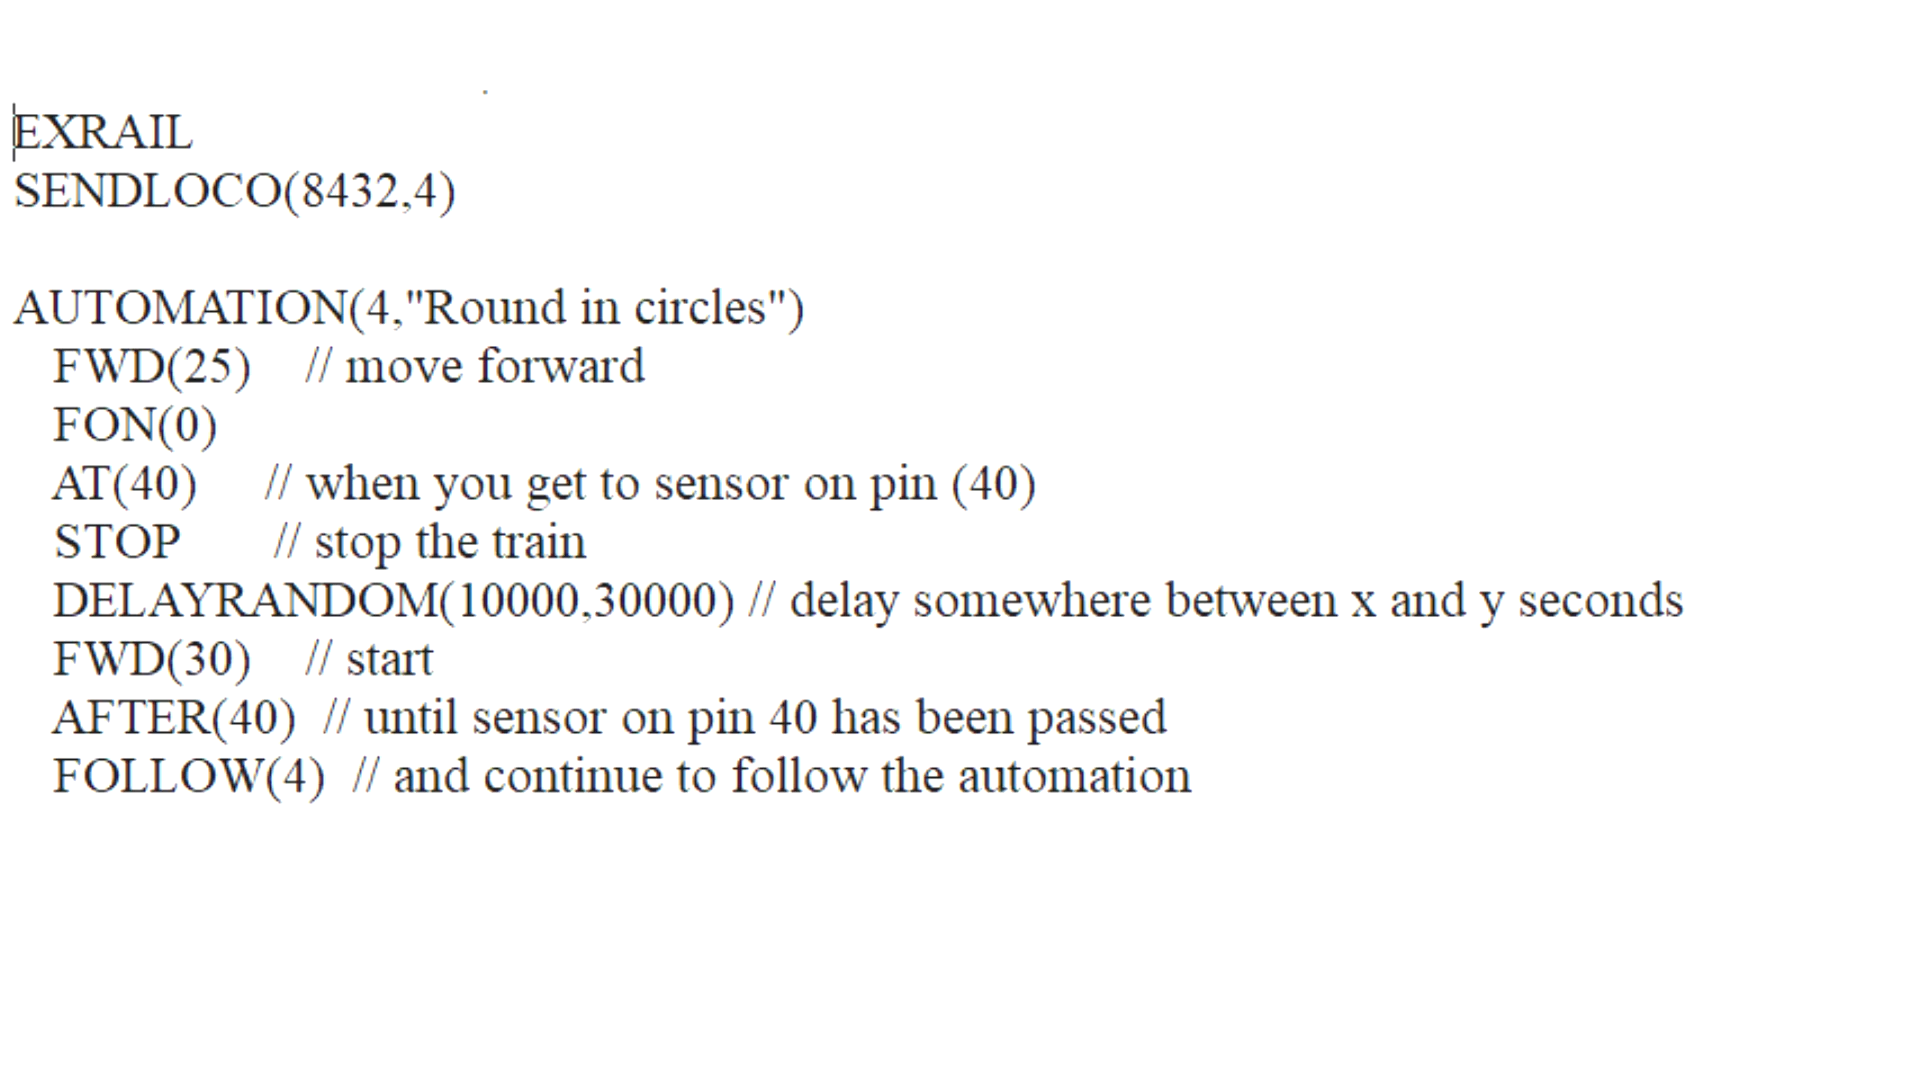 EXRAIL
SENDLOCO(8432,4)
AUTOMATION(4,"Round in circles")
FWD(25) // move forward
FON(0)
AT(40) // when you get to sensor on pin (40)
STOP // stop the train
DELAYRANDOM(10000,30000) // delay somewhere between x and y seconds
FWD(30) // start
AFTER(40) // until sensor on pin 40 has been passed
FOLLOW(4) // and continue to follow the automation